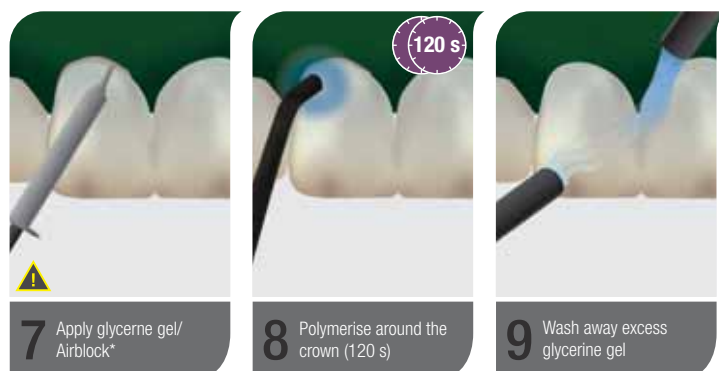 120 s
!
7 Apply glycerne gel/
Airblock*
8 Polymerise around the
crown (120 s)
9 Wash away excess
glycerine gel